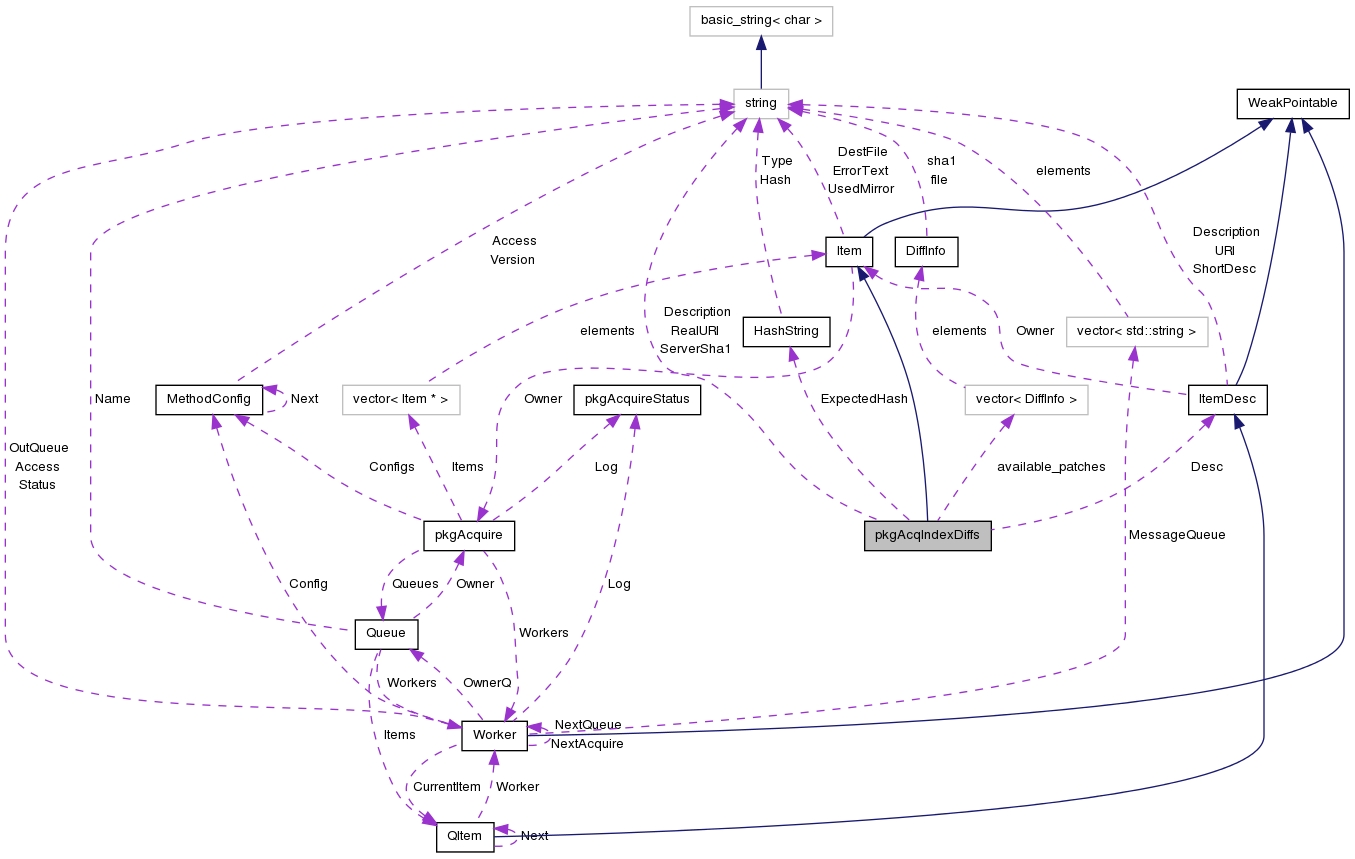 basic_string< char >
string
WeakPointable
Type
Hash
DestFile
ErrorText
UsedMirror
sha1
file
elements
Access
Version
Item
DiffInfo
Description
URI
ShortDesc
elements
Description
RealURI
ServerSha1
HashString
elements
Owner
vector< std::string >
Name
MethodConfig
Next
vector< Item * >
pkgAcquireStatus
Owner
ExpectedHash
vector< DiffInfo >
ItemDesc
OutQueue
Access
Status
Configs
Items
Log
available_patches
Desc
pkgAcquire
pkgAcqIndexDiffs
MessageQueue
Config
Queues
Owner
Log
Queue
Workers
Workers
OwnerQ
Items
Worker
NextQueue
NextAcquire
CurrentItem
Worker
QItem
Next